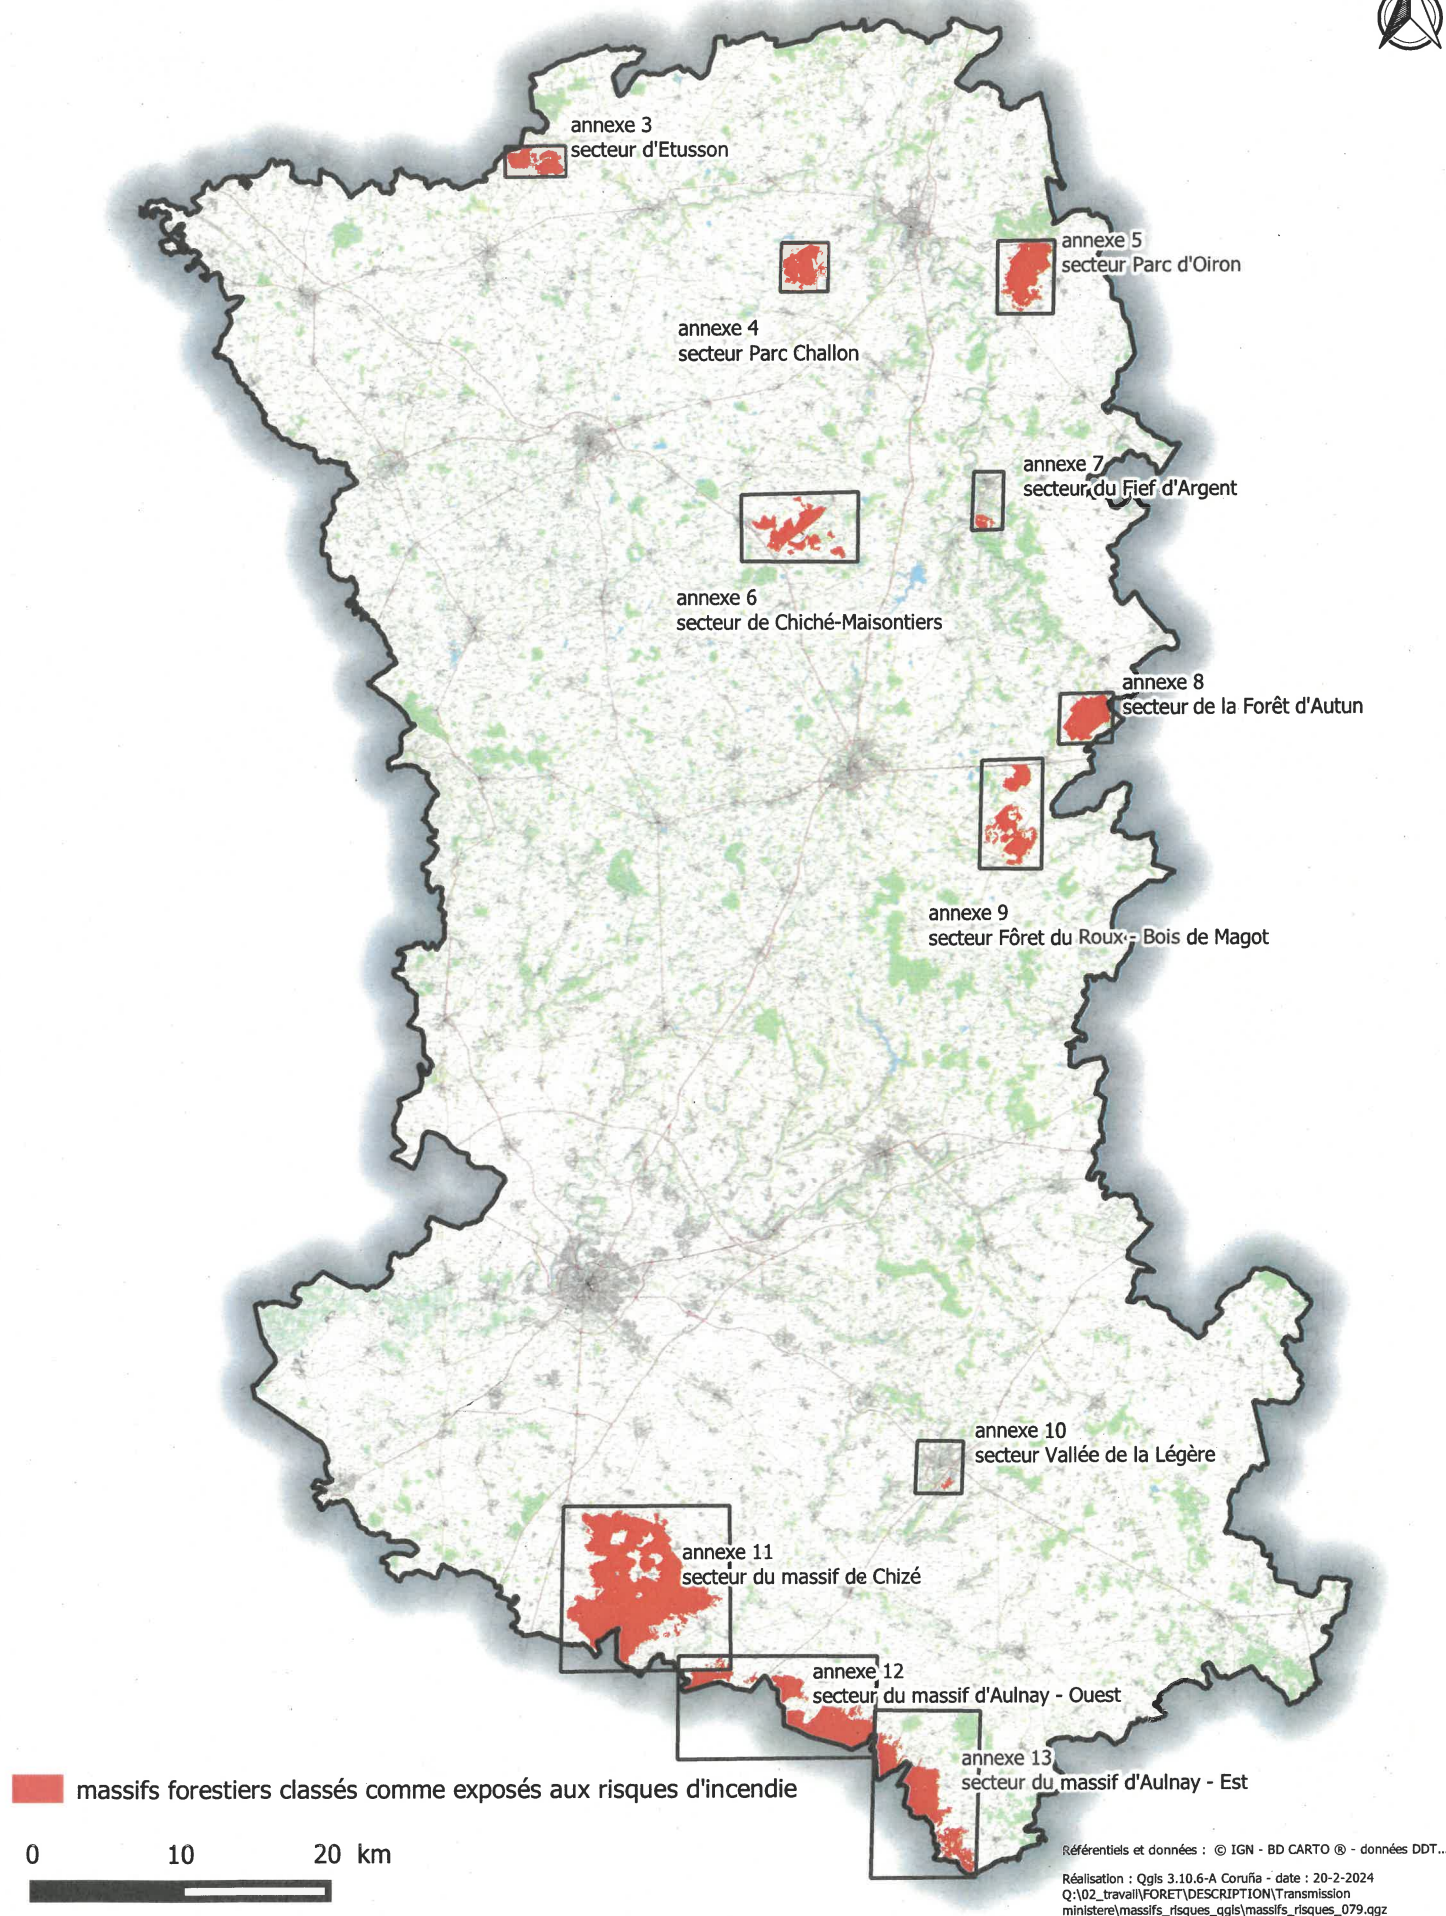 annexe 3
secteur d'Etusson
annexe 5
secteur Parc d'Oiron
annexe 4
secteur Parc Challon
annexe 7
secteur du Fief d'Argent
annexe 6
secteur de Chiché-Maisontiers
annexe 8
secteur de la Forêt d'Autun
annexe 9
secteur Fôret du Roux - Bois de Magot
annexe 10
secteur Vallée de la Légère
annexe 11
secteur du massif de Chizé
annexe 12
secteur du massif d'Aulnay - Ouest
annexe 13
secteur du massif d'Aulnay - Est
massifs forestiers classés comme exposés aux risques d'incendie
0 10 20 km
Référentiels et données : © IGN - BD CARTO ® - données DDT...
Réalisation : Qgis 3.10.6-A Coruña - date : 20-2-2024
Q:\02_travail\FORET\DESCRIPTION\Transmission
ministere\massifs_risques_qgis\massifs_risques_079.qgz